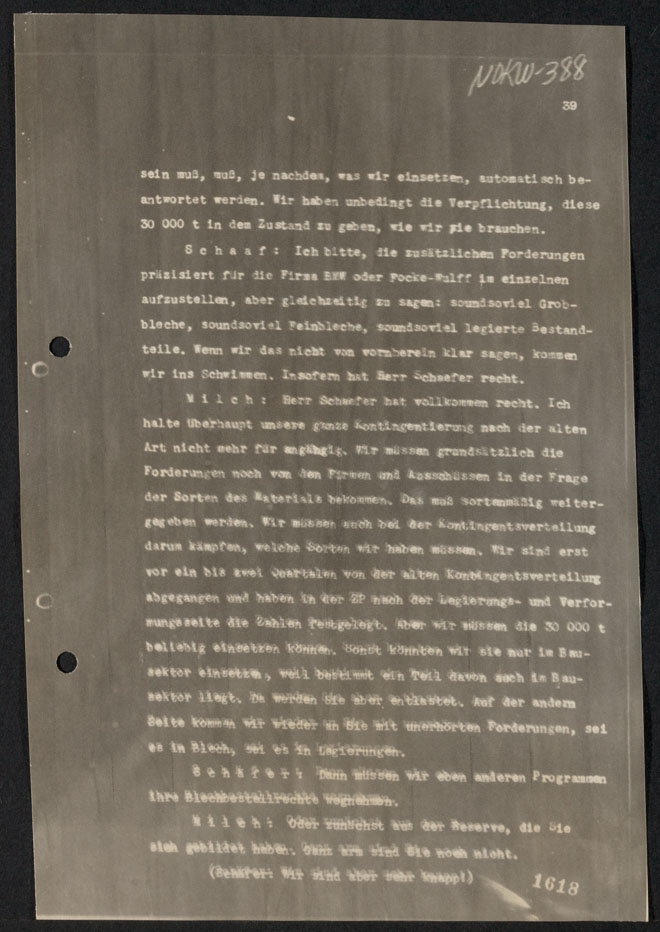 NOKW-388
39
sein muß, muß, je nachdem, was wir einsetzen, automatisch be-
antwortet werden. Wir haben unbedingt die Verpflichtung, diese
30 000 t in dem Zustand zu geben, wie wir sie brauchen.
Schaaf: Ich bitte, die zusätzlichen Forderungen
präzisiert für die Firma BMW oder Focke-Wulff im einzelnen
aufzustellen, aber gleichzeitig zu sagen: soundsoviel Grob-
bleche, soundsoviel Feinbleche, soundsoviel legierte Bestand-
teile. Wenn wir das nicht von vornherein klar sagen, kommen
wir ins Schwimmen. Insofern hat Herr Schaefer recht.
Milch: Herr Schaefer hat vollkommen recht. Ich
halte überhaupt unsere ganze Kontingentierung nach der alten
Art nicht mehr für angängig. Wir müssen grundsätzlich die
Forderungen noch von den Firmen und Ausschüssen in der Frage
der Sorten des Materials bekommen. Das muß sortenmäßig weiter-
gegeben werden. Wir müssen auch bei der Kontingentsverteilung
darum kämpfen, welche Sorten wir haben müssen. Wir sind erst
vor ein bis zwei Quartalen von der alten Kontingentsverteilung
abgegangen und haben in der ZP nach der Legierungs- und Verfor-
mungsseite die Zahlen festgelegt. Aber wir müssen die 30 000 t
beliebig einsetzen können. Sonst könnten wir sie nur im Bau-
sektor einsetzen, weil bestimmt ein Teil davon auch im Bau-
sektor liegt. Da werden Sie aber entlastet. Auf der andern
Seite kommen wir wieder an Sie mit unerhörten Forderungen, sei
es in Blech, sei es in Legierungen.
Schäfer: Dann müssen wir eben anderen Programmen
ihre Blechbestellrechte wegnehmen.
Milch: Oder zunächst aus der Reserve, die Sie
sich gebildet haben. Ganz arm sind Sie noch nicht.
(Schäfer: Wir sind aber sehr knapp!)
1618